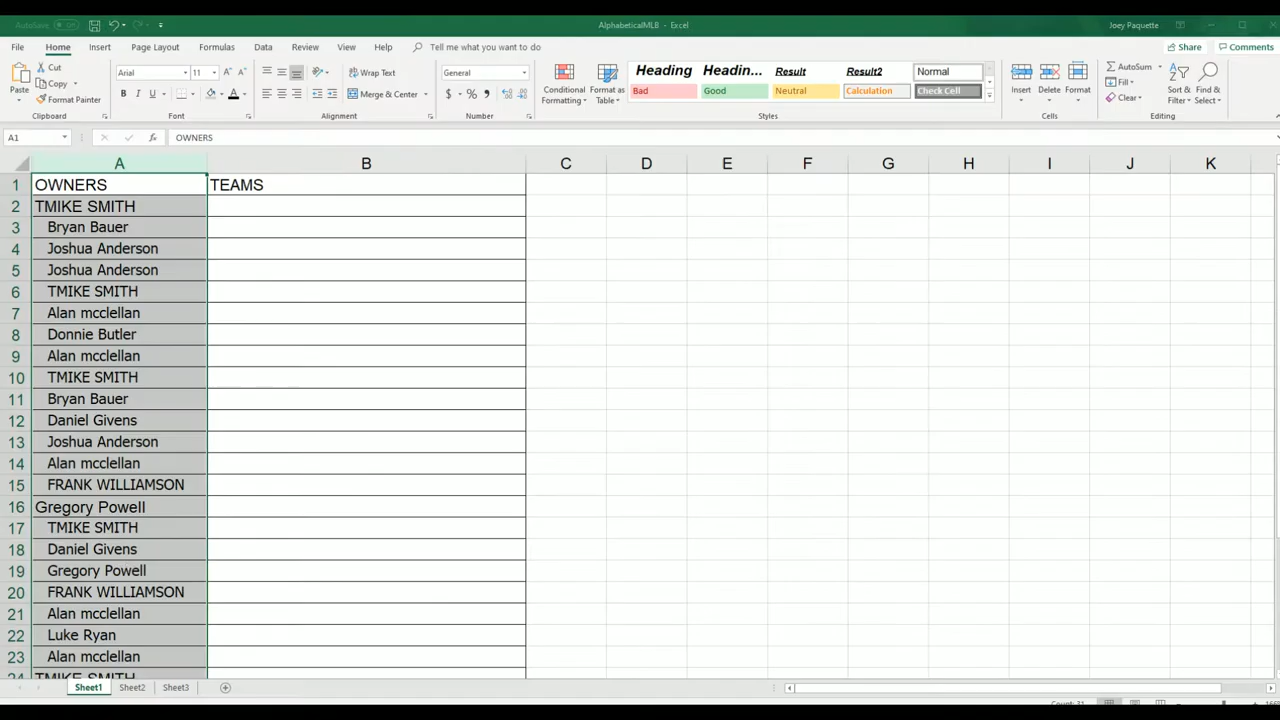 AutoSave Off AlphabeticalMLB - Excel Joey Paquette
File Home Insert Page Layout Formulas Data Review View Help Tell me what you want to do Share Comments
Paste Cut Copy Format Painter Clipboard
Arial 11 Font
Wrap Text Merge & Center Alignment
General Number
Conditional Formatting Format as Table
Heading Headin... Result Result2 Normal
Bad Good Neutral Calculation Check Cell
Styles
Insert Delete Format Cells
AutoSum Fill Clear Sort & Filter Find & Select Editing
A1 OWNERS
A B C D E F G H I J K
1 OWNERS TEAMS
2 TMIKE SMITH
3 Bryan Bauer
4 Joshua Anderson
5 Joshua Anderson
6 TMIKE SMITH
7 Alan mcclellan
8 Donnie Butler
9 Alan mcclellan
10 TMIKE SMITH
11 Bryan Bauer
12 Daniel Givens
13 Joshua Anderson
14 Alan mcclellan
15 FRANK WILLIAMSON
16 Gregory Powell
17 TMIKE SMITH
18 Daniel Givens
19 Gregory Powell
20 FRANK WILLIAMSON
21 Alan mcclellan
22 Luke Ryan
23 Alan mcclellan
24 TMIKE SMITH
Sheet1 Sheet2 Sheet3
Count: 31